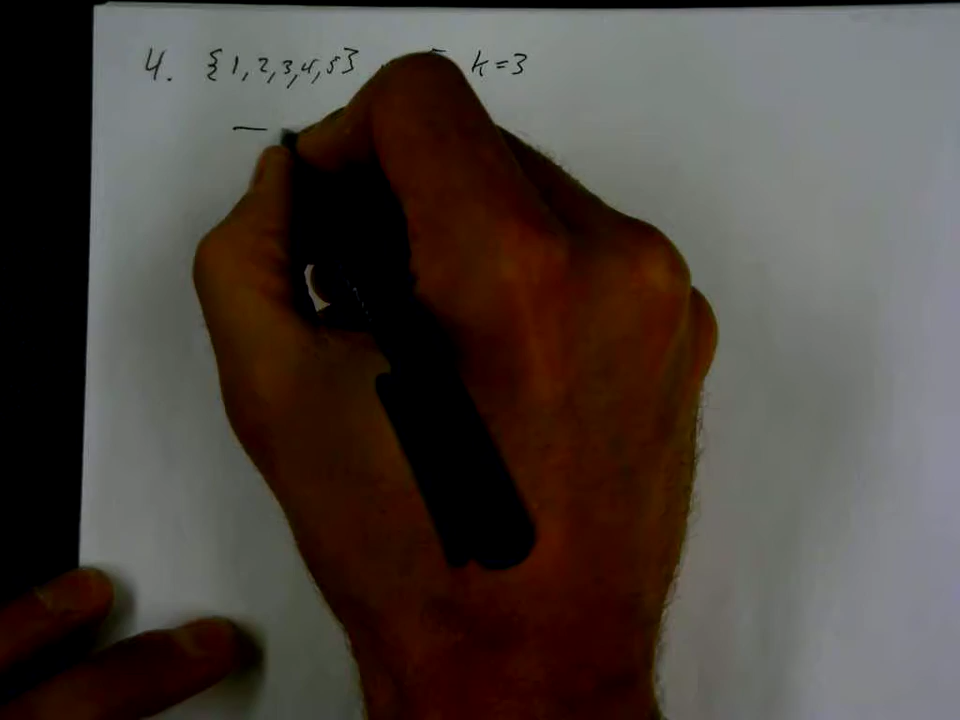 4. {1,2,3,4,5} k=3
—